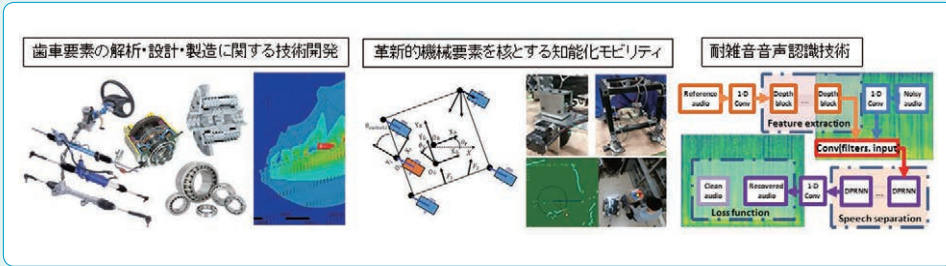 歯車要素の解析・設計・製造に関する技術開発
革新的機械要素を核とする知能化モビリティ
耐雑音音声認識技術
Reference audio
1-D Conv
Depth block
...
Depth block
1-D Conv
Noisy audio
Feature extraction
Conv(filters, input)
Clean audio
Recovered audio
1-D Conv
DPRNN
...
DPRNN
Loss function
Speech separation